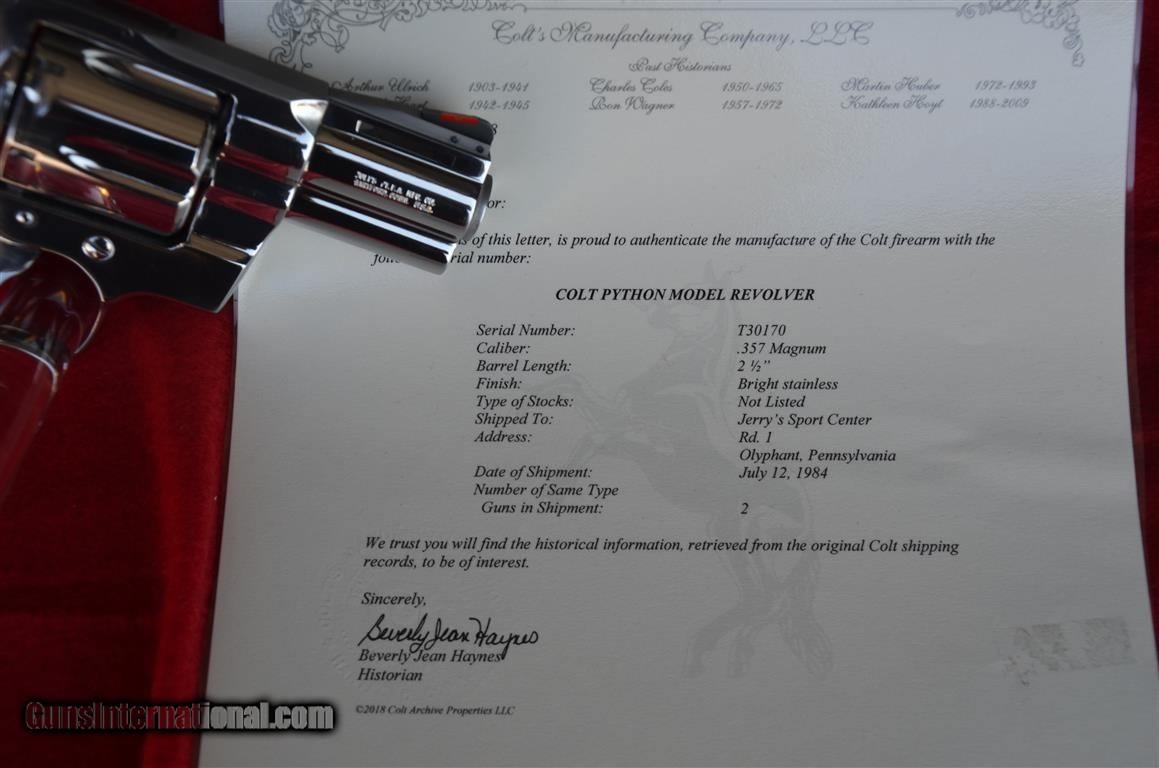 Colt's Manufacturing Company, LLC
Past Historians
Arthur Ulrich 1903-1941 Charles Coles 1950-1965 Martin Huber 1972-1993
1942-1945 Ron Wagner 1957-1972 Kathleen Hoyt 1988-2009
or:
of this letter, is proud to authenticate the manufacture of the Colt firearm with the
number:
COLT PYTHON MODEL REVOLVER
Serial Number: T30170
Caliber: .357 Magnum
Barrel Length: 2 ½"
Finish: Bright stainless
Type of Stocks: Not Listed
Shipped To: Jerry's Sport Center
Address: Rd. 1
Olyphant, Pennsylvania
Date of Shipment: July 12, 1984
Number of Same Type
Guns in Shipment: 2
We trust you will find the historical information, retrieved from the original Colt shipping
records, to be of interest.
Sincerely,
Beverly Jean Haynes
Beverly Jean Haynes
Historian
©2018 Colt Archive Properties LLC
GunsInternational.com